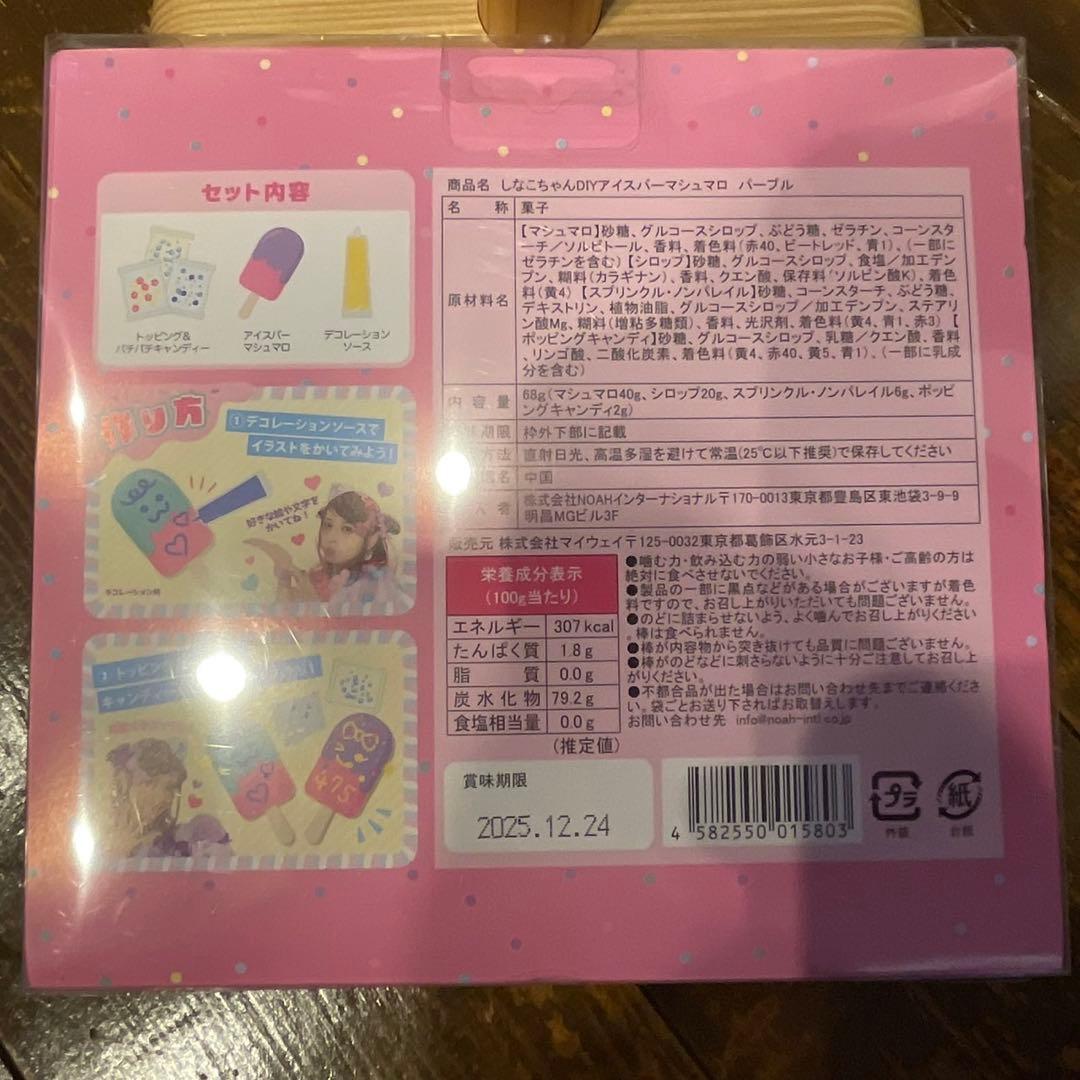 セット内容
トッピング&
パチパチキャンディー
アイスバー
マシュマロ
デコレーション
ソース
作り方
① デコレーションソースで
イラストをかいてみよう!
好きな絵や文字を
かいてね!
デコレーション例
トッピング
キャンディ
475
商品名 しなこちゃんDIYアイスバーマシュマロ パープル
名 称 菓子
原材料名
【マシュマロ】砂糖、グルコースシロップ、ぶどう糖、ゼラチン、コーンス
ターチ/ソルビトール、香料、着色料(赤40、ビートレッド、青1)、(一部に
ゼラチンを含む)【シロップ】砂糖、グルコースシロップ、食塩/加工デン
プン、糊料(カラギナン)、香料、クエン酸、保存料'ソルビン酸K)、着色
料(黄4)【スプリンクル・ノンパレイル】砂糖、コーンスターチ、ぶどう糖、
デキストリン、植物油脂、グルコースシロップ/加工デンプン、ステアリ
ン酸Mg、糊料(増粘多糖類)、香料、光沢剤、着色料(黄4、青1、赤3)【
ポッピングキャンディ】砂糖、グルコースシロップ、乳糖/クエン酸、香料
、リンゴ酸、二酸化炭素、着色料(黄4、赤40、黄5、青1)、(一部に乳成
分を含む)
内 容 量 68g(マシュマロ40g、シロップ20g、スプリンクル・ノンパレイル6g、ポッピ
ングキャンディ2g)
期限 枠外下部に記載
方法 直射日光、高温多湿を避けて常温(25℃以下推奨)で保存してください
名 中国
者 株式会社NOAHインターナショナル〒170-0013東京都豊島区東池袋3-9-9
明昌MGビル3F
販売元 株式会社マイウェイ〒125-0032東京都葛飾区水元3-1-23
栄養成分表示
(100g当たり)
エネルギー 307kcal
たんぱく質 1.8g
脂 質 0.0g
炭水化物 79.2g
食塩相当量 0.0g
(推定値)
●噛む力・飲み込む力の弱い小さなお子様・ご高齢の方は
絶対に食べさせないでください。
●製品の一部に黒点などがある場合がございますが着色
料ですので、お召し上がりいただいても問題ございません。
●のどに詰まらせないよう、よく噛んでお召し上がりください
。棒は食べられません。
●棒が内容物から突き抜けても品質に問題ございません。
●棒がのどなどに刺さらないように十分ご注意してお召し上
がりください。
●不都合品が出た場合はお問い合わせ先までご連絡くださ
い。袋ごとお送り下さればお取替えします。
お問い合わせ先 info@noah-intl.co.jp
賞味期限
2025.12.24
4 582550 015803
プラ
外装
紙
台紙